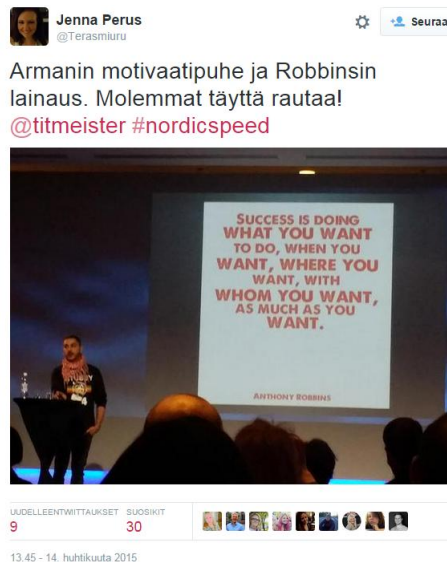 Jenna Perus
@Terasmiuru
Seuraa
Armanin motivaatipuhe ja Robbinsin
lainaus. Molemmat täyttä rautaa!
@titmeister #nordicspeed
SUCCESS IS DOING
WHAT YOU WANT
TO DO, WHEN YOU
WANT, WHERE YOU
WANT, WITH
WHOM YOU WANT,
AS MUCH AS YOU
WANT.
ANTHONY ROBBINS
UUDELLEENTWIITTAUKSET SUOSIKIT
9 30
13.45 - 14. huhtikuuta 2015